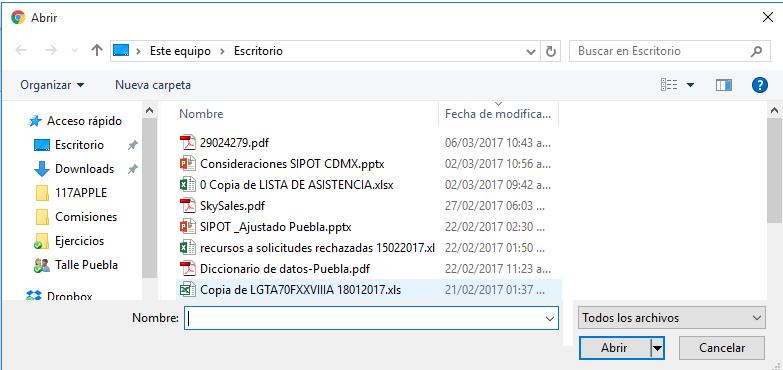 Abrir
Este equipo Escritorio Buscar en Escritorio
Organizar Nueva carpeta
Nombre Fecha de modifica...
Acceso rápido
Escritorio
Downloads
117APPLE
Comisiones
Ejercicios
Talle Puebla
Dropbox
29024279.pdf 06/03/2017 10:43 a...
Consideraciones SIPOT CDMX.pptx 02/03/2017 10:56 a...
0 Copia de LISTA DE ASISTENCIA.xlsx 02/03/2017 09:42 a...
SkySales.pdf 27/02/2017 06:03 ...
SIPOT _Ajustado Puebla.pptx 22/02/2017 02:30 ...
recursos a solicitudes rechazadas 15022017.xl 22/02/2017 01:50 ...
Diccionario de datos-Puebla.pdf 22/02/2017 11:23 a...
Copia de LGTA70FXXVIIIA 18012017.xls 21/02/2017 01:37 ...
Nombre: Todos los archivos
Abrir Cancelar